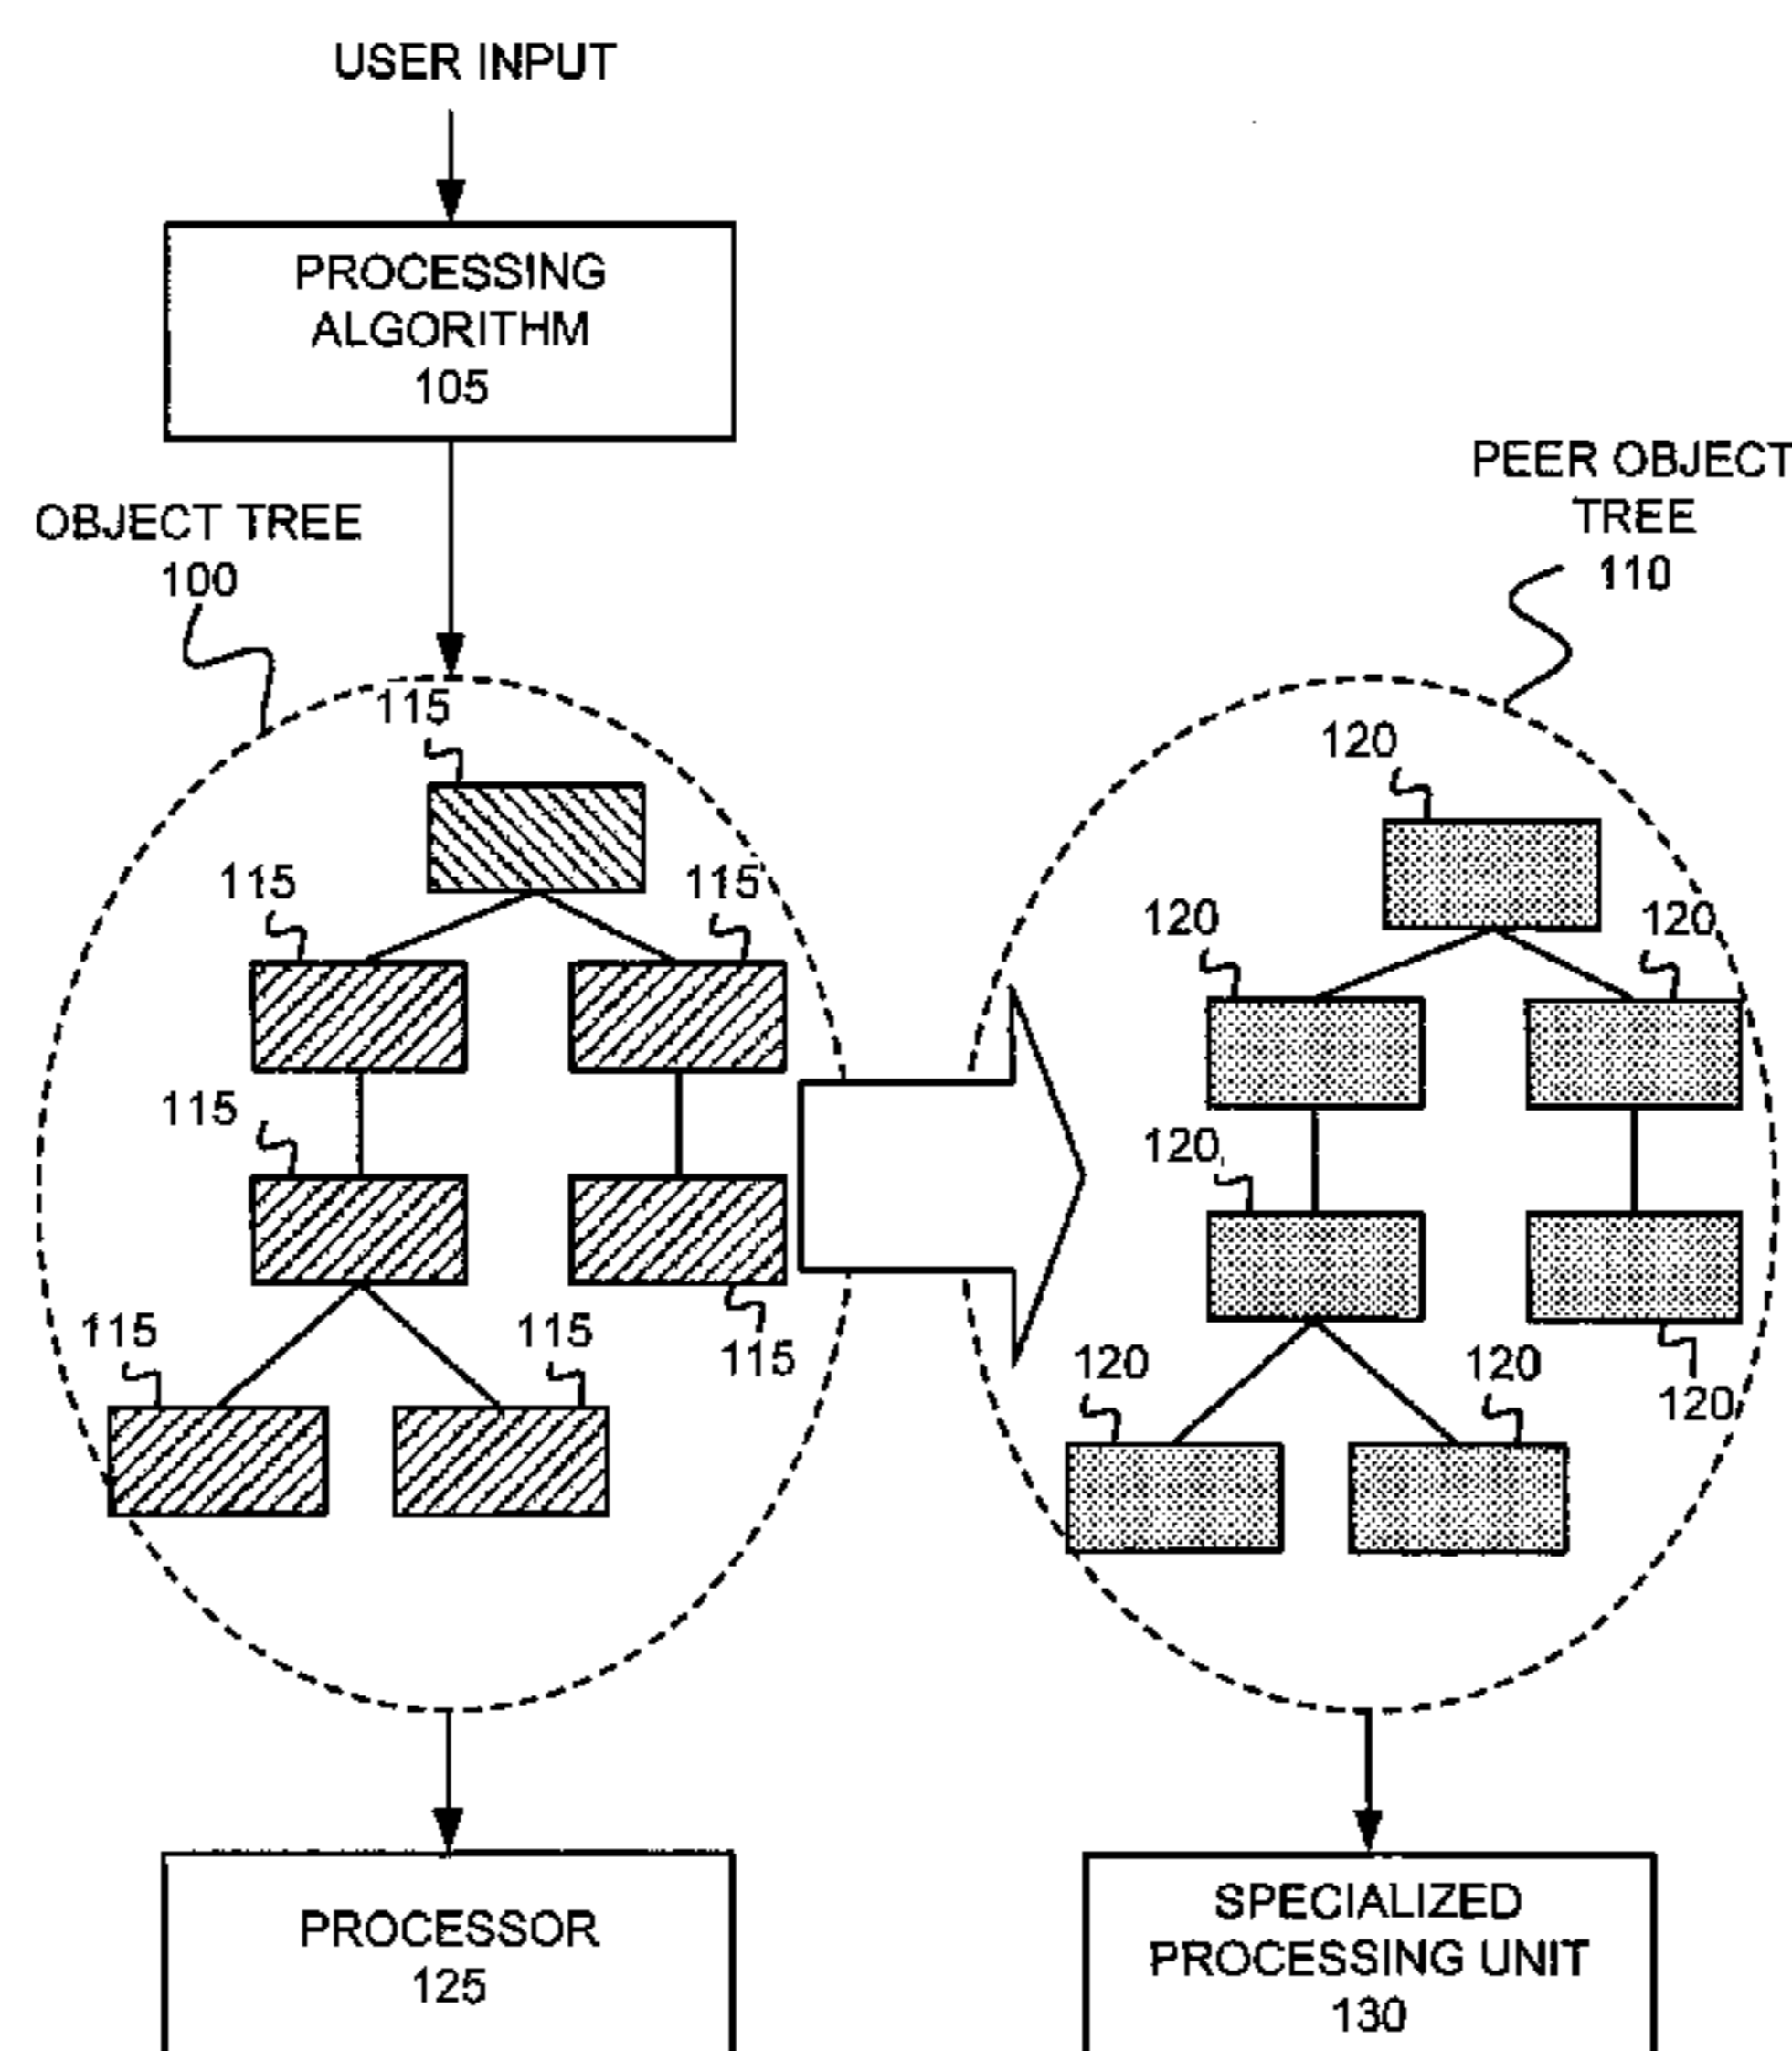 USER INPUT
PROCESSING
ALGORITHM
105
PEER OBJECT
TREE
110
OBJECT TREE
100
115
120
115
115
120
120
115
120
115
115
115
120
120
120
PROCESSOR
125
SPECIALIZED
PROCESSING UNIT
130